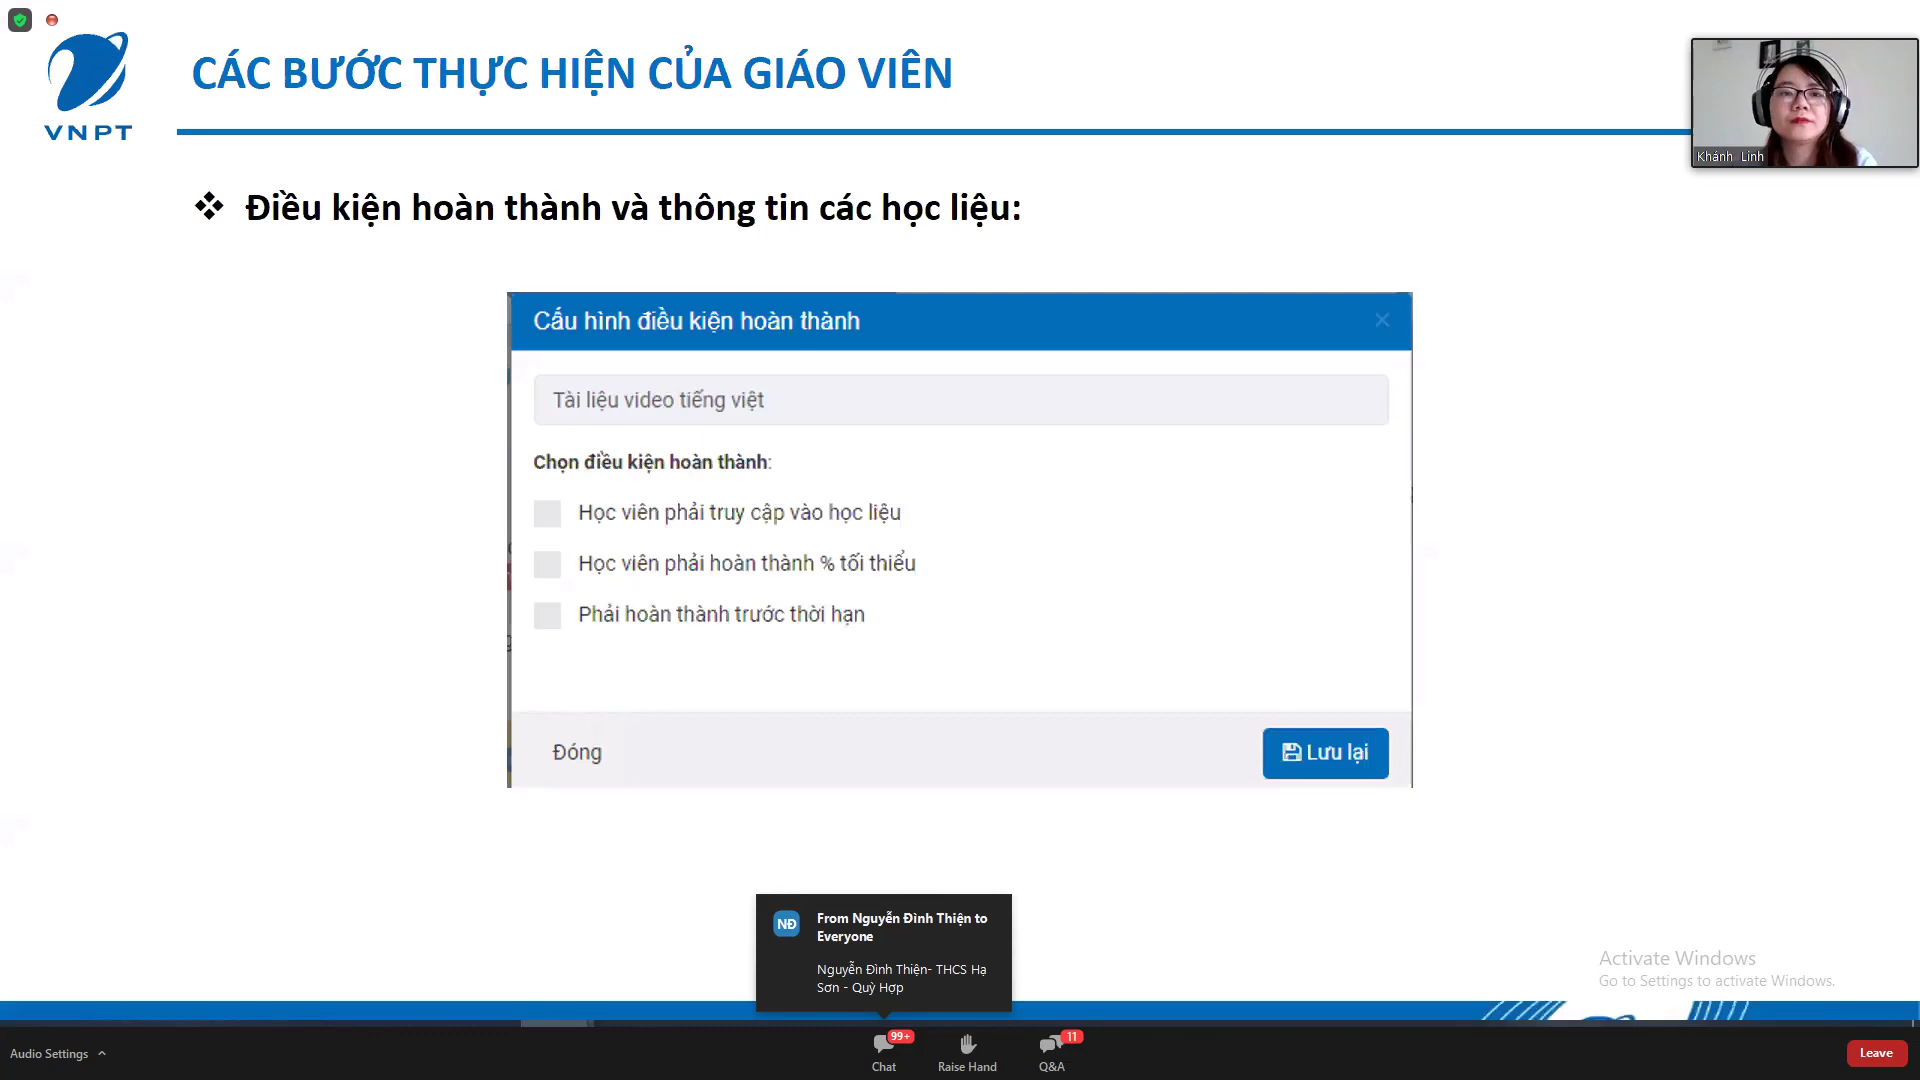 VNPT
CÁC BƯỚC THỰC HIỆN CỦA GIÁO VIÊN
Khánh Linh
Điều kiện hoàn thành và thông tin các học liệu:
Cấu hình điều kiện hoàn thành
Tài liệu video tiếng việt
Chọn điều kiện hoàn thành:
Học viên phải truy cập vào học liệu
Học viên phải hoàn thành % tối thiểu
Phải hoàn thành trước thời hạn
Đóng
Lưu lại
NĐ
From Nguyễn Đình Thiện to
Everyone
Nguyễn Đình Thiện- THCS Hạ
Sơn - Quỳ Hợp
Activate Windows
Go to Settings to activate Windows.
Audio Settings
99+
Chat
Raise Hand
11
Q&A
Leave